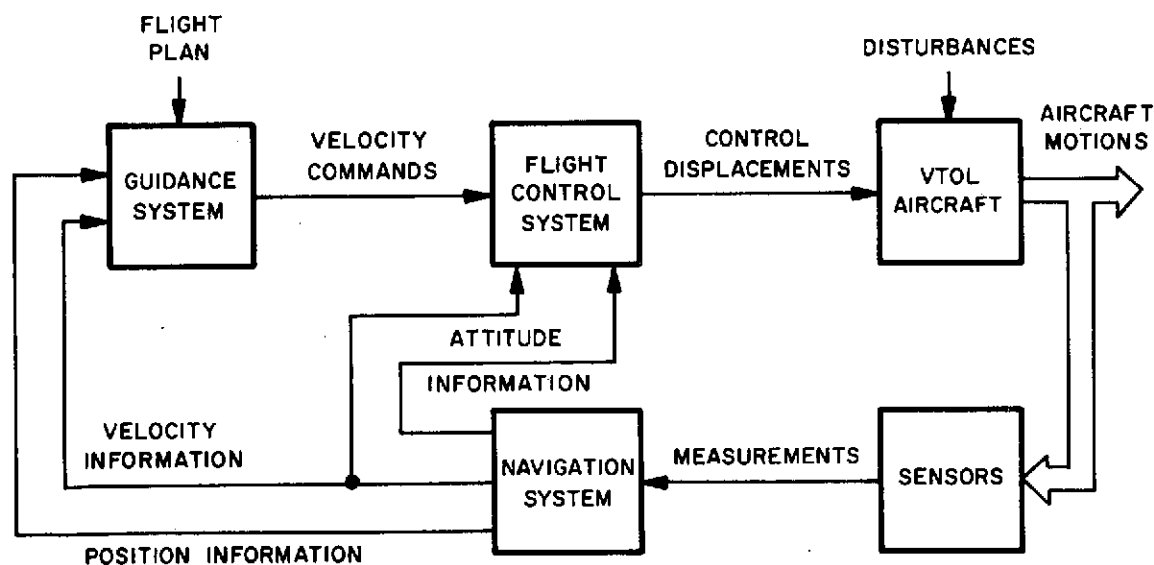 FLIGHT
PLAN
DISTURBANCES
AIRCRAFT
MOTIONS
VELOCITY
COMMANDS
CONTROL
DISPLACEMENTS
GUIDANCE
SYSTEM
FLIGHT
CONTROL
SYSTEM
VTOL
AIRCRAFT
ATTITUDE
INFORMATION
VELOCITY
INFORMATION
NAVIGATION
SYSTEM
MEASUREMENTS
SENSORS
POSITION INFORMATION